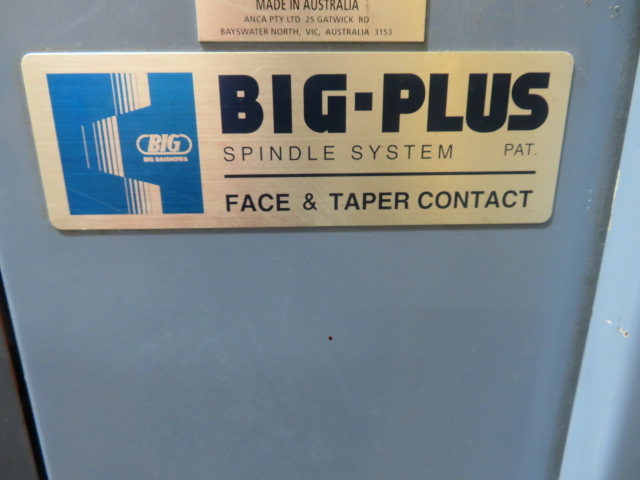 MADE IN AUSTRALIA
ANCA PTY LTD 25 GATWICK RD
BAYSWATER NORTH, VIC, AUSTRALIA 3153
BIG-PLUS
BIG
BIG DAISHOWA
SPINDLE SYSTEM PAT.
FACE & TAPER CONTACT